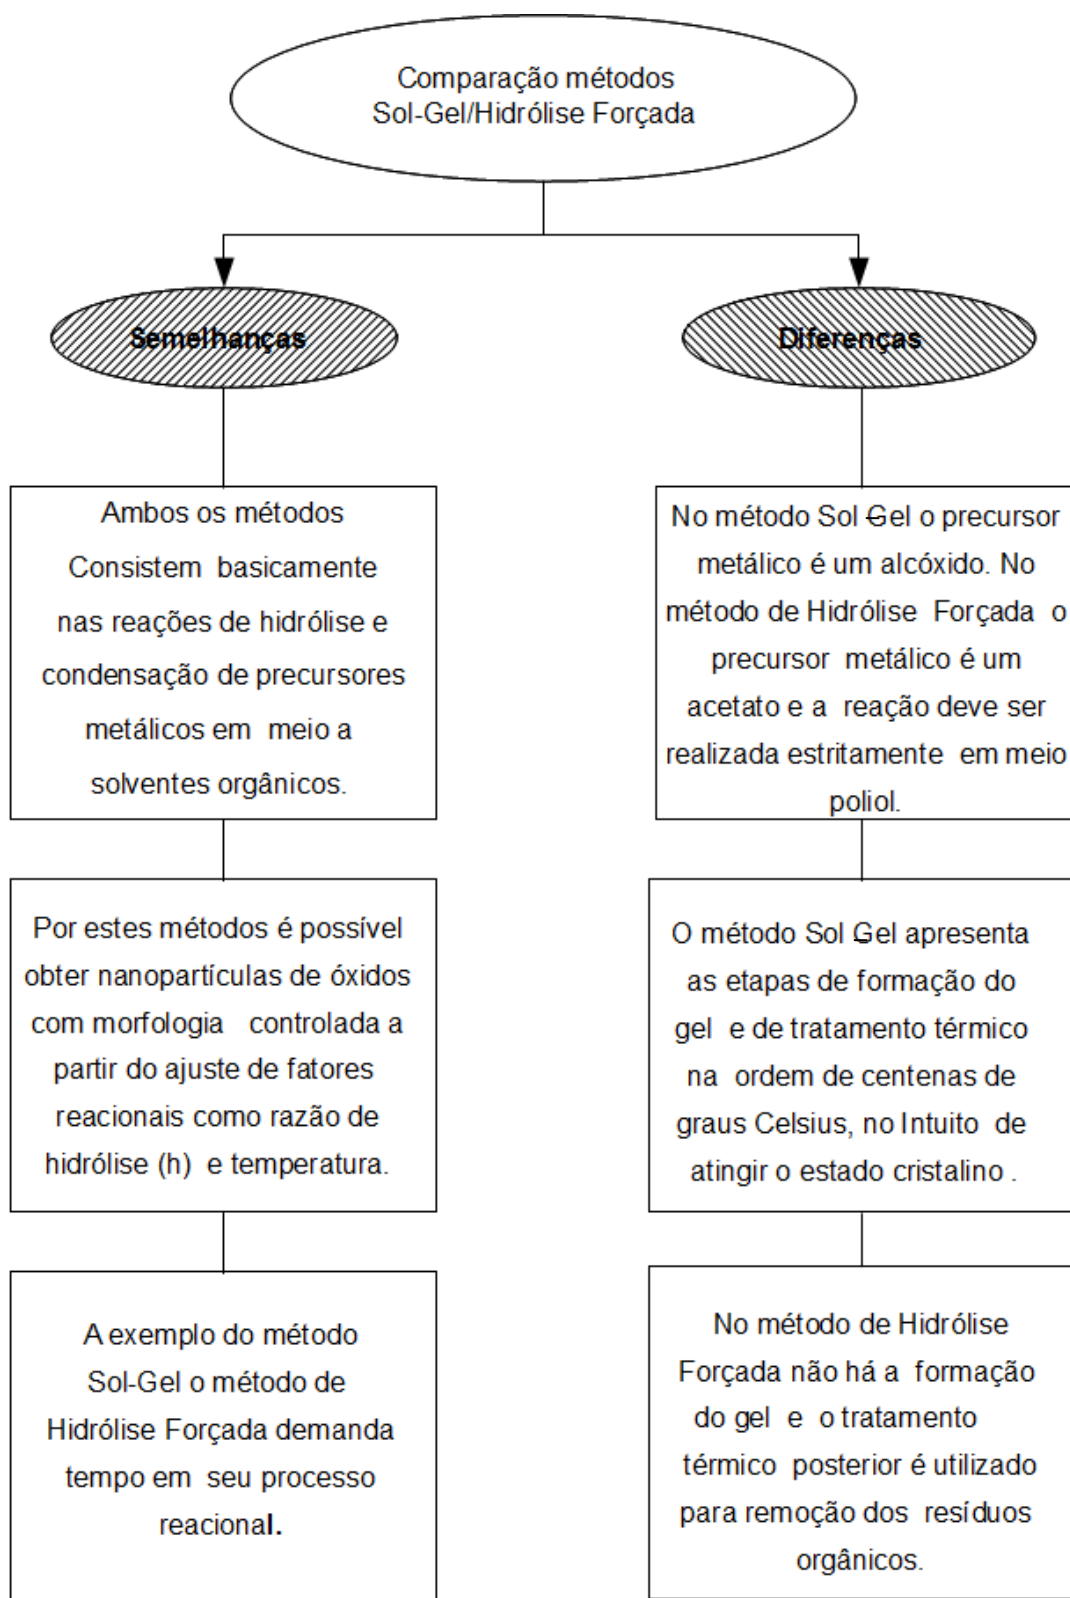 Comparação métodos
Sol-Gel/Hidrólise Forçada
Semelhanças
Diferenças
Ambos os métodos
Consistem basicamente
nas reações de hidrólise e
condensação de precursores
metálicos em meio a
solventes orgânicos.
Por estes métodos é possível
obter nanopartículas de óxidos
com morfologia controlada a
partir do ajuste de fatores
reacionais como razão de
hidrólise (h) e temperatura.
A exemplo do método
Sol-Gel o método de
Hidrólise Forçada demanda
tempo em seu processo
reacional.
No método Sol-Gel o precursor
metálico é um alcóxido. No
método de Hidrólise Forçada o
precursor metálico é um
acetato e a reação deve ser
realizada estritamente em meio
poliol.
O método Sol-Gel apresenta
as etapas de formação do
gel e de tratamento térmico
na ordem de centenas de
graus Celsius, no Intuito de
atingir o estado cristalino .
No método de Hidrólise
Forçada não há a formação
do gel e o tratamento
térmico posterior é utilizado
para remoção dos resíduos
orgânicos.